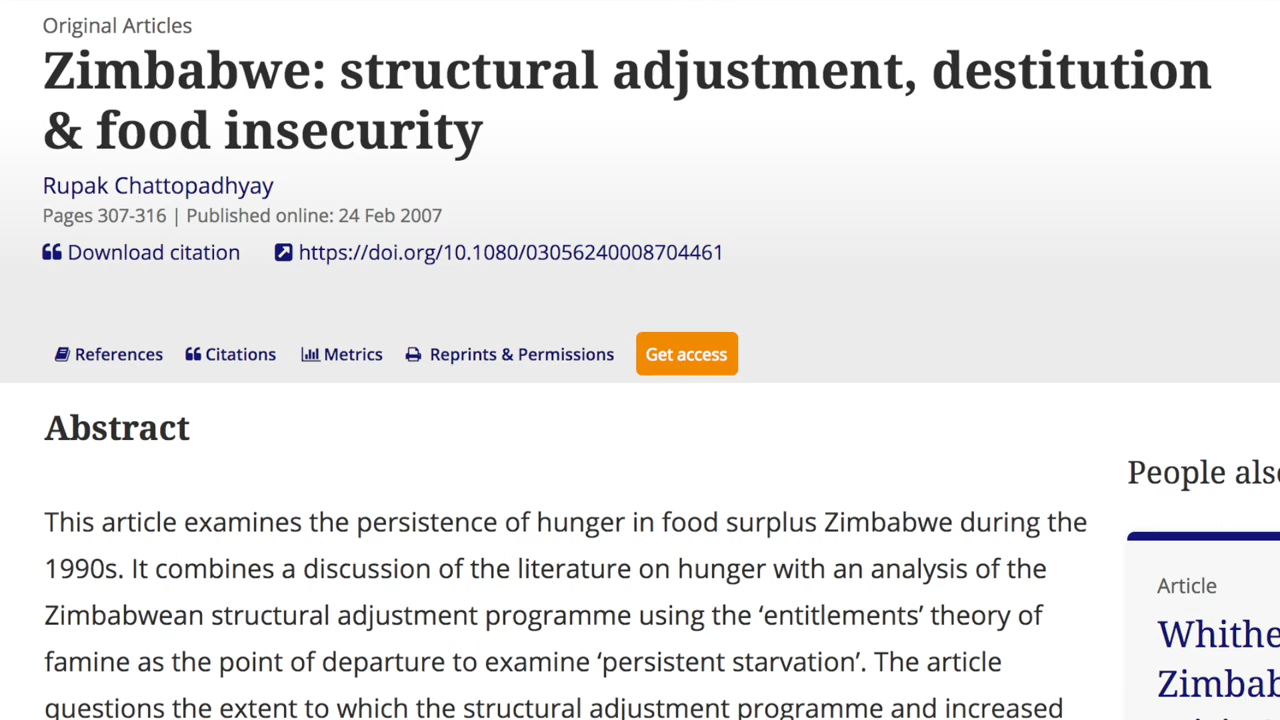 Original Articles
Zimbabwe: structural adjustment, destitution
& food insecurity
Rupak Chattopadhyay
Pages 307-316 | Published online: 24 Feb 2007
Download citation https://doi.org/10.1080/03056240008704461
References Citations Metrics Reprints & Permissions Get access
Abstract
This article examines the persistence of hunger in food surplus Zimbabwe during the
1990s. It combines a discussion of the literature on hunger with an analysis of the
Zimbabwean structural adjustment programme using the ‘entitlements’ theory of
famine as the point of departure to examine ‘persistent starvation’. The article
questions the extent to which the structural adjustment programme and increased
People
Article